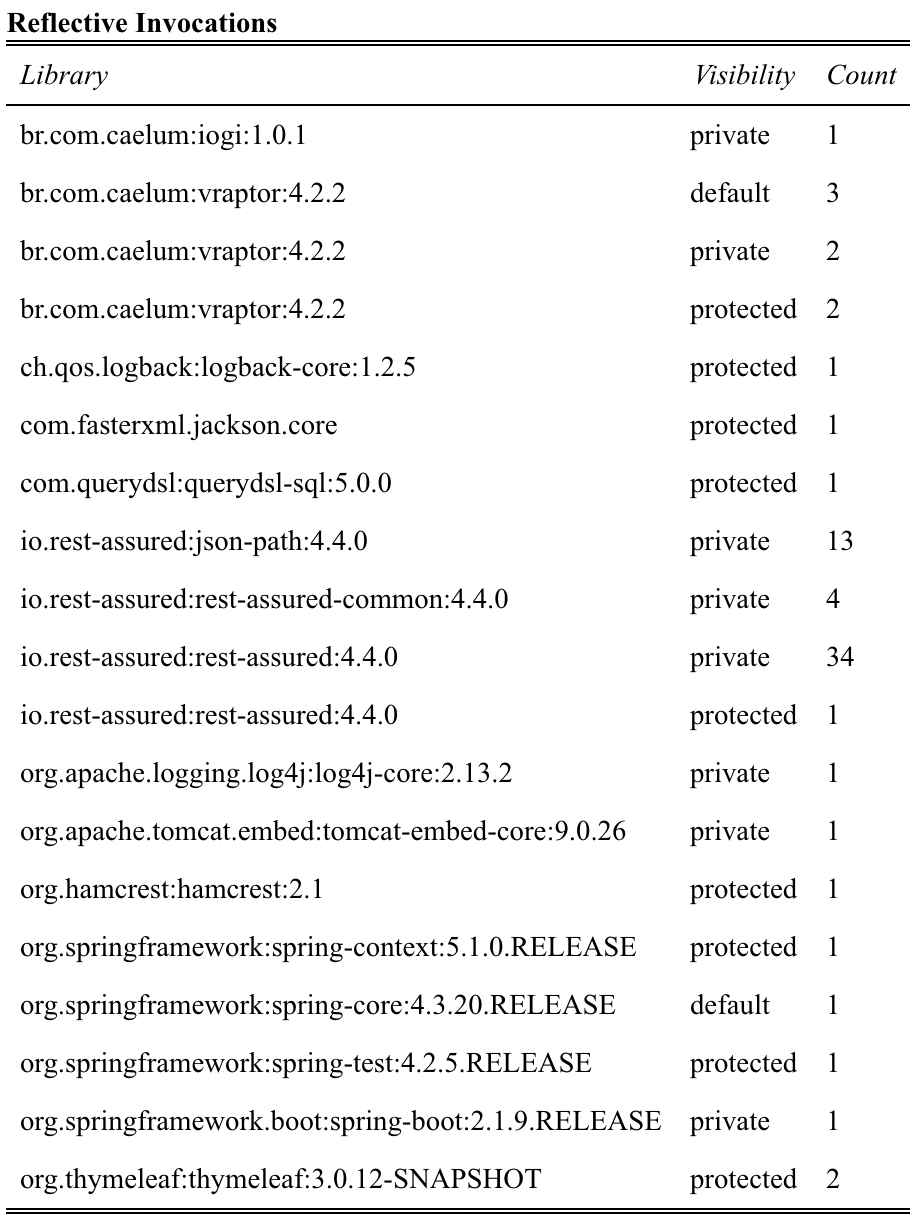 Reflective Invocations
Library Visibility Count
br.com.caelum:iogi:1.0.1 private 1
br.com.caelum:vraptor:4.2.2 default 3
br.com.caelum:vraptor:4.2.2 private 2
br.com.caelum:vraptor:4.2.2 protected 2
ch.qos.logback:logback-core:1.2.5 protected 1
com.fasterxml.jackson.core protected 1
com.querydsl:querydsl-sql:5.0.0 protected 1
io.rest-assured:json-path:4.4.0 private 13
io.rest-assured:rest-assured-common:4.4.0 private 4
io.rest-assured:rest-assured:4.4.0 private 34
io.rest-assured:rest-assured:4.4.0 protected 1
org.apache.logging.log4j:log4j-core:2.13.2 private 1
org.apache.tomcat.embed:tomcat-embed-core:9.0.26 private 1
org.hamcrest:hamcrest:2.1 protected 1
org.springframework:spring-context:5.1.0.RELEASE protected 1
org.springframework:spring-core:4.3.20.RELEASE default 1
org.springframework:spring-test:4.2.5.RELEASE protected 1
org.springframework.boot:spring-boot:2.1.9.RELEASE private 1
org.thymeleaf:thymeleaf:3.0.12-SNAPSHOT protected 2